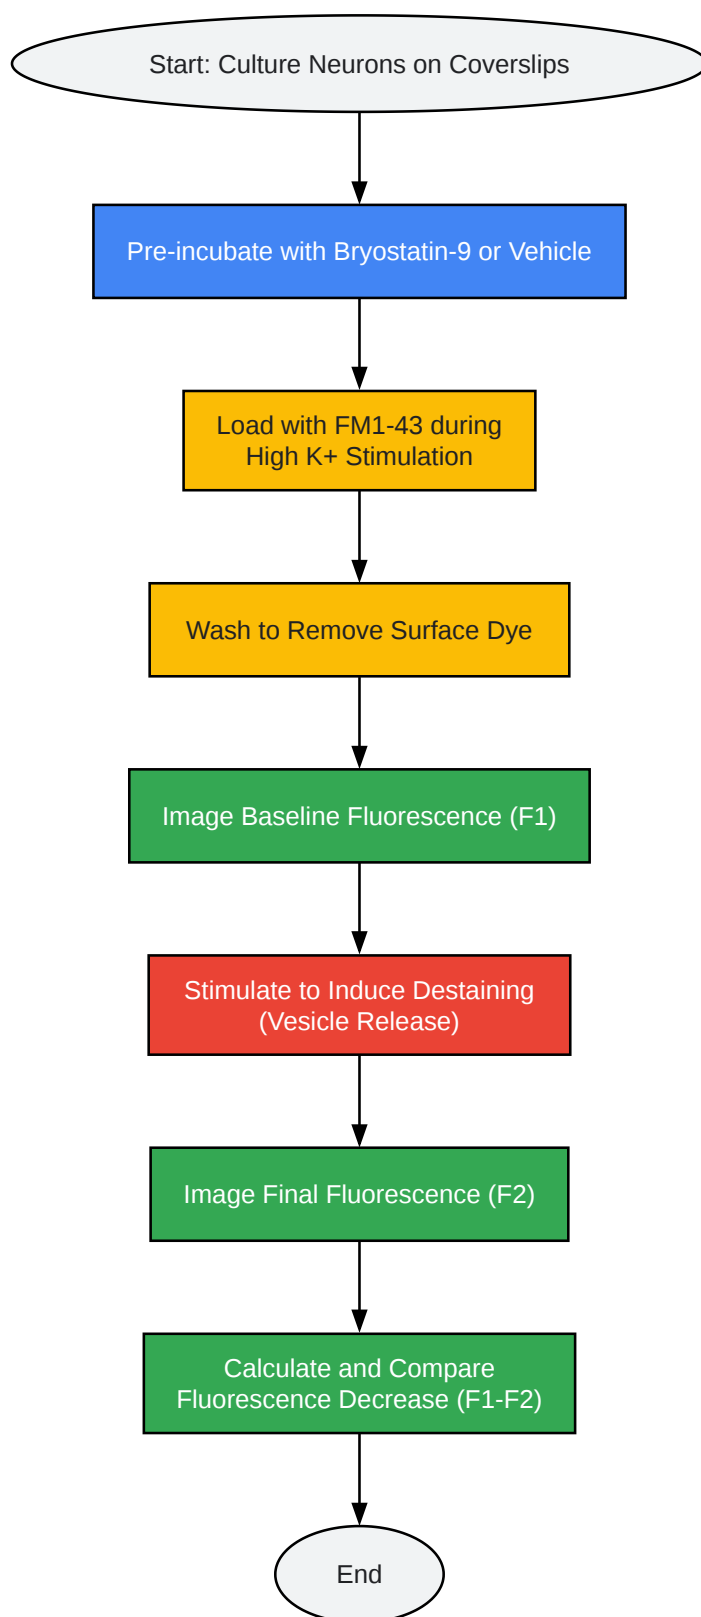 Start: Culture Neurons on Coverslips
Pre-incubate with Bryostatin-9 or Vehicle
Load with FM1-43 during
High K+ Stimulation
Wash to Remove Surface Dye
Image Baseline Fluorescence (F1)
Stimulate to Induce Destaining
(Vesicle Release)
Image Final Fluorescence (F2)
Calculate and Compare
Fluorescence Decrease (F1-F2)
End